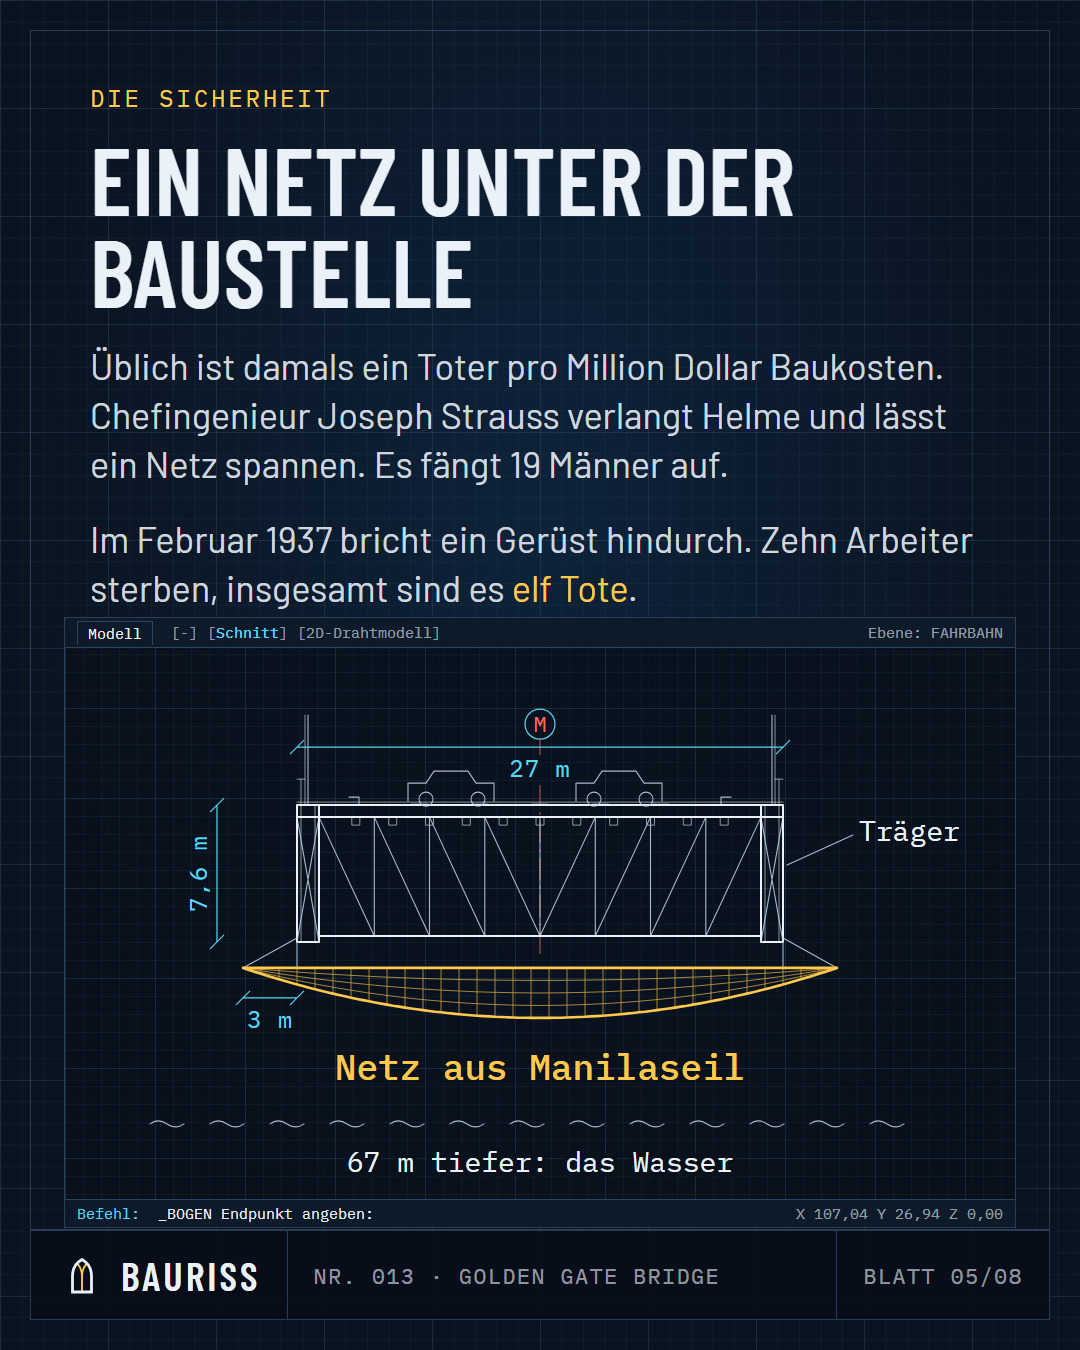 DIE SICHERHEIT
EIN NETZ UNTER DER
BAUSTELLE
Üblich ist damals ein Toter pro Million Dollar Baukosten.
Chefingenieur Joseph Strauss verlangt Helme und lässt
ein Netz spannen. Es fängt 19 Männer auf.
Im Februar 1937 bricht ein Gerüst hindurch. Zehn Arbeiter
sterben, insgesamt sind es elf Tote.
Modell [-] [Schnitt] [2D-Drahtmodell] Ebene: FAHRBAHN
M
27 m
Träger
7,6 m
3 m
Netz aus Manilaseil
67 m tiefer: das Wasser
Befehl: _BOGEN Endpunkt angeben: X 107,04 Y 26,94 Z 0,00
BAURISS NR. 013 · GOLDEN GATE BRIDGE BLATT 05/08